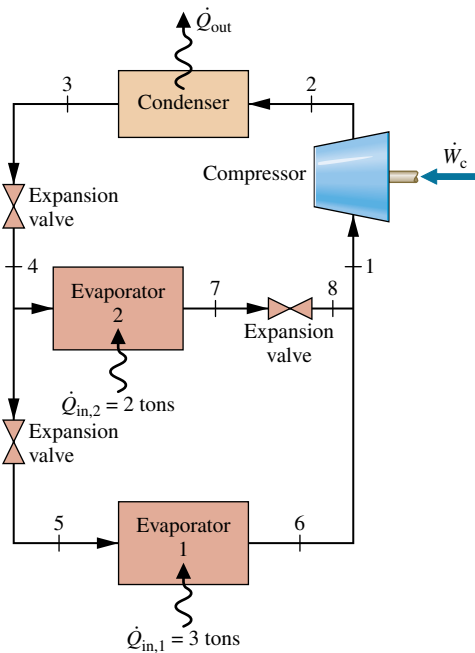 Q̇out
3
2
Condenser
Ẇc
Compressor
Expansion
valve
4
1
Evaporator
2
7
8
Expansion
valve
Q̇in,2 = 2 tons
Expansion
valve
5
Evaporator
1
6
Q̇in,1 = 3 tons